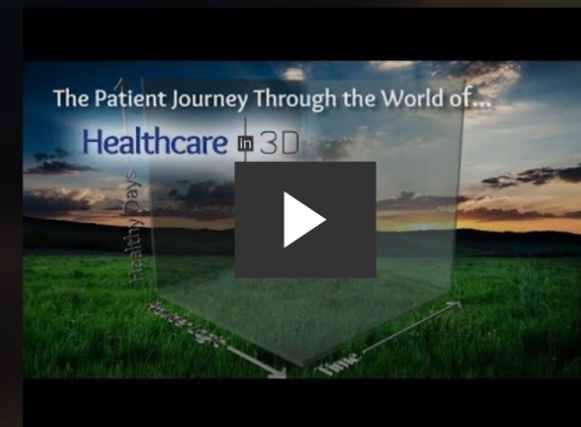 The Patient Journey Through the World of...
Healthcare in 3D
Healthy Days
Time